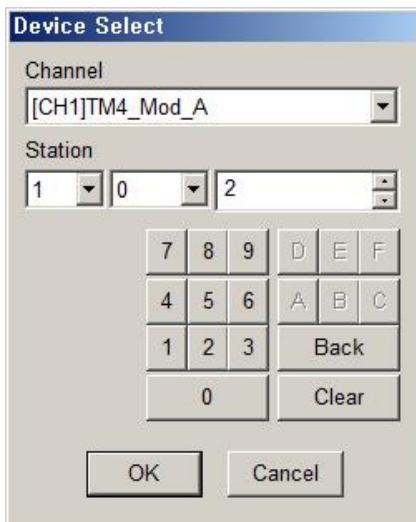 Device Select
Channel
[CH1]TM4_Mod_A
Station
1 0 2
7 8 9 D E F
4 5 6 A B C
1 2 3 Back
0 Clear
OK Cancel